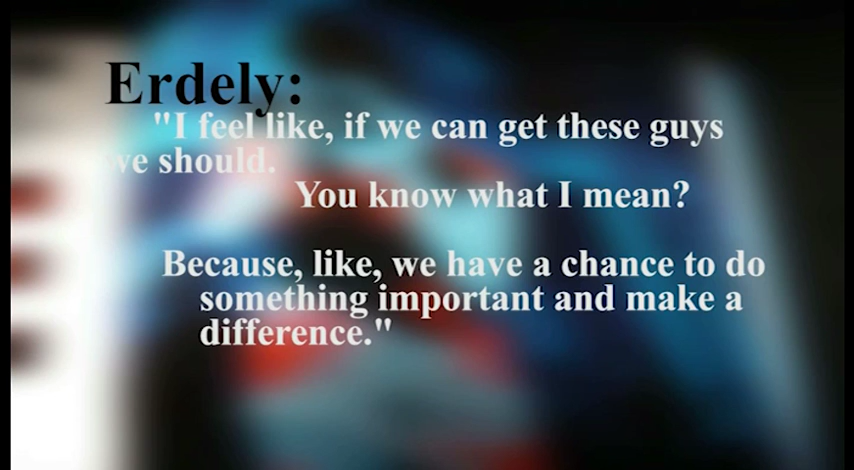 Erdely:
"I feel like, if we can get these guys
we should.
You know what I mean?
Because, like, we have a chance to do
something important and make a
difference."